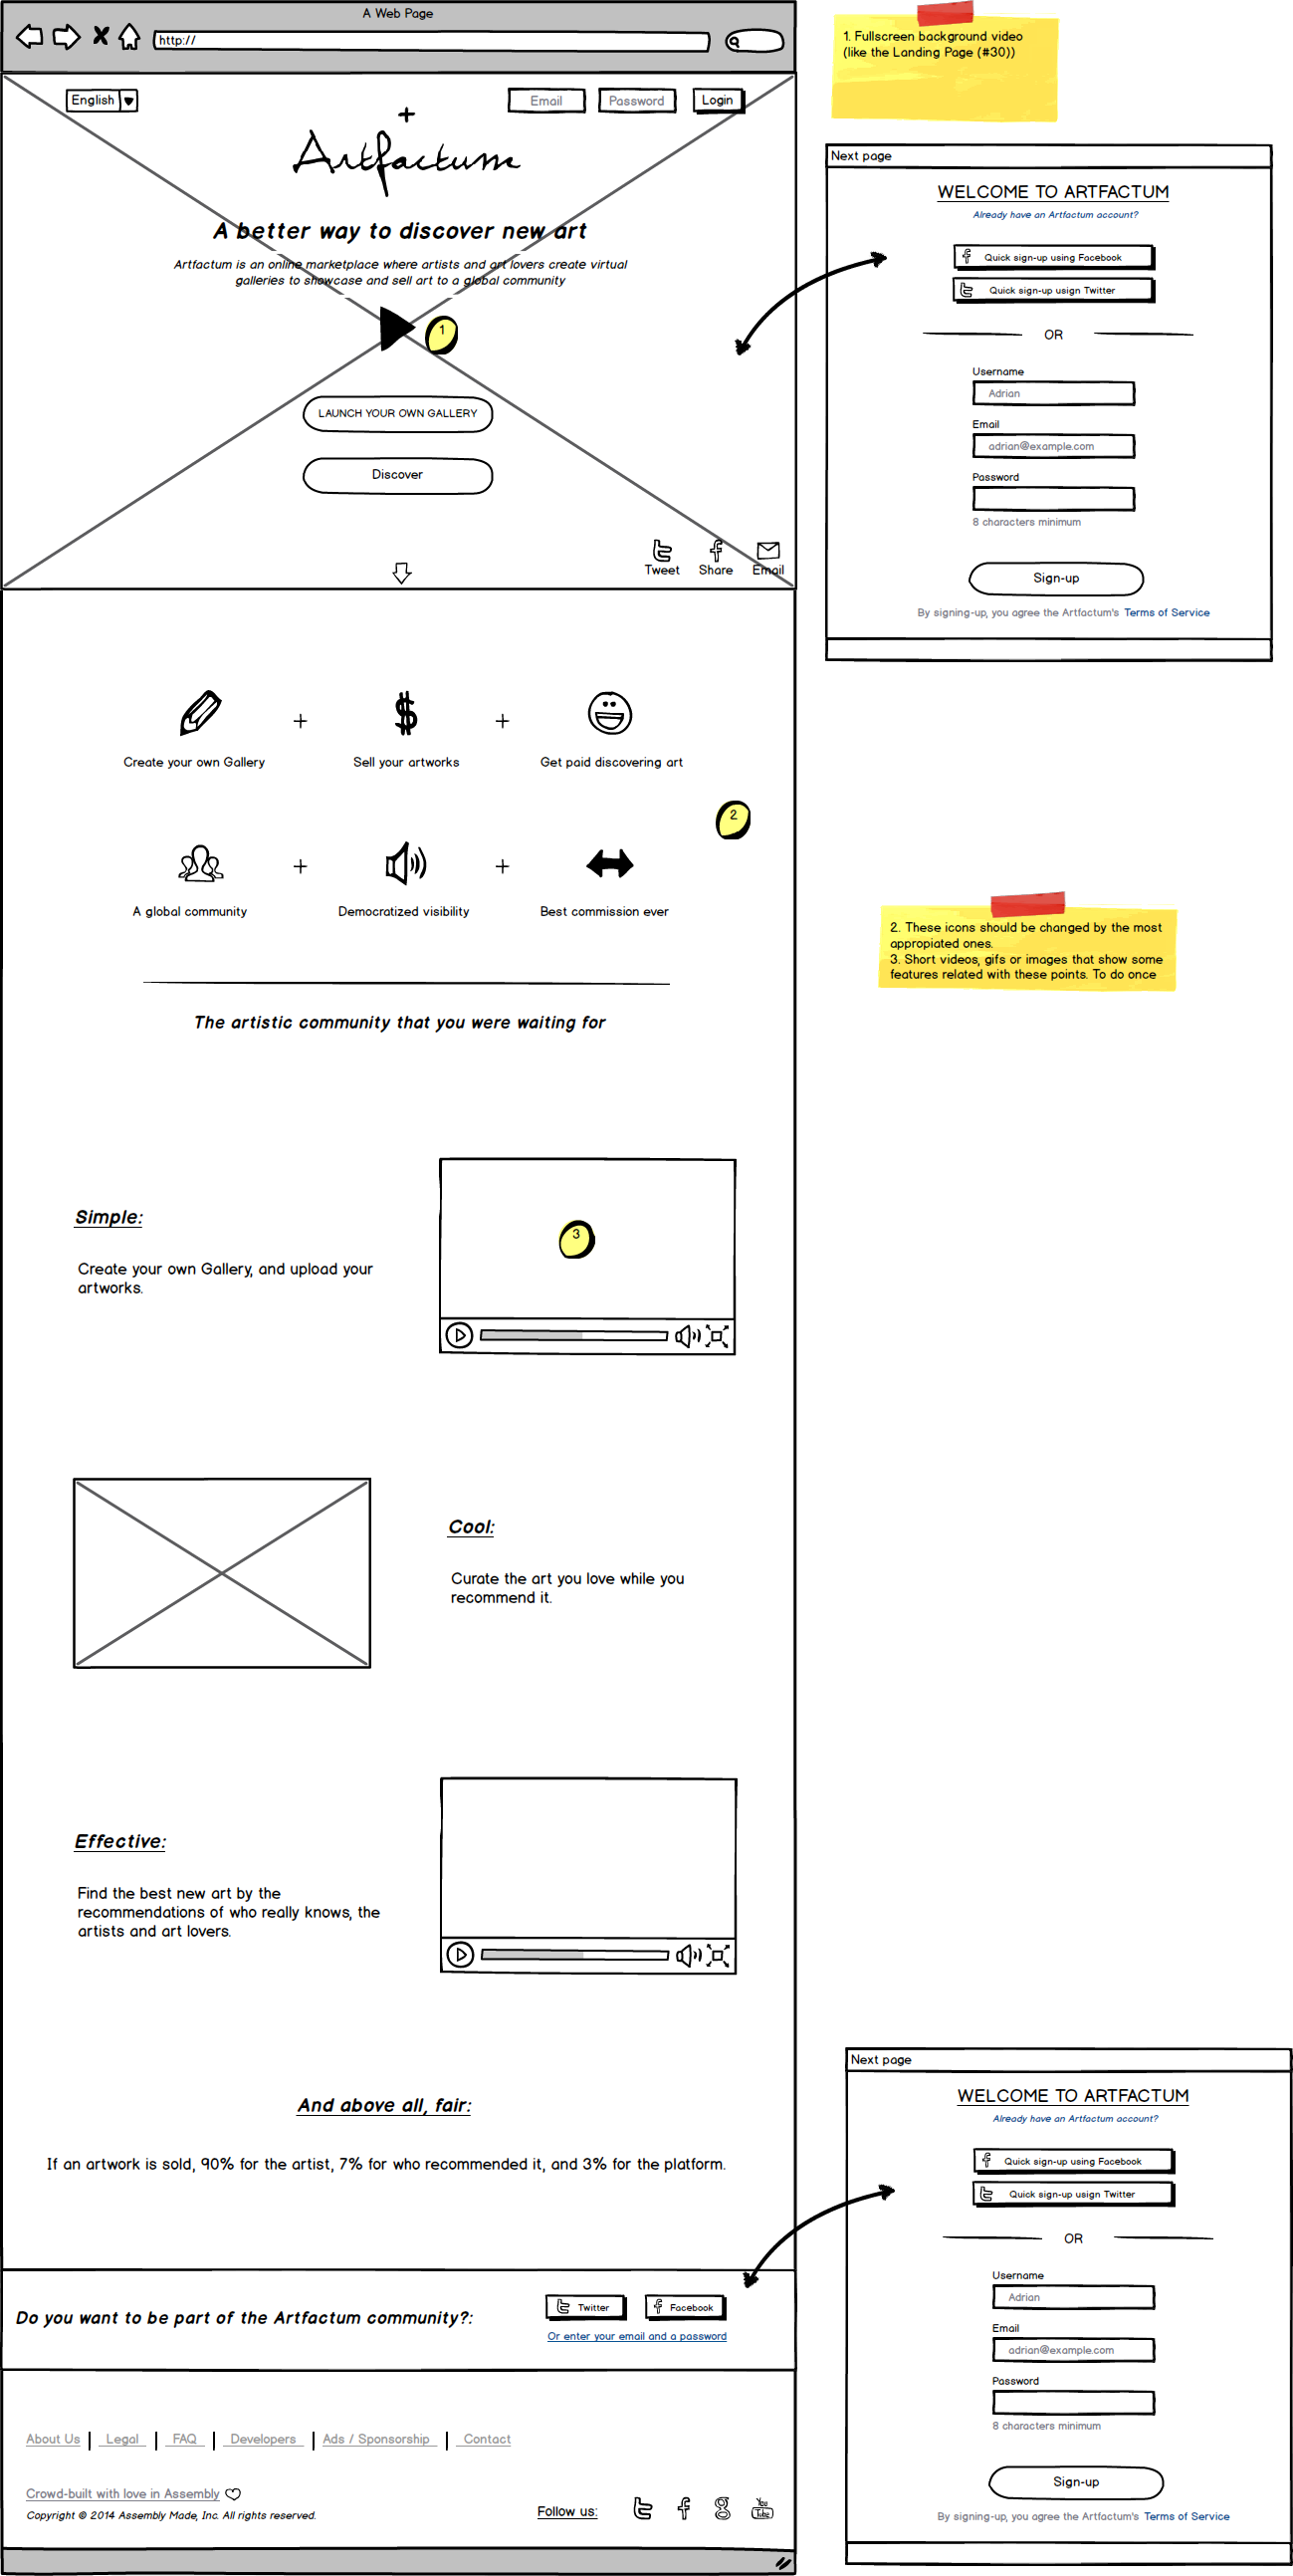 A Web Page
http://
English
Email
Password
Login
+
Artfactum
A better way to discover new art
Artfactum is an online marketplace where artists and art lovers create virtual
galleries to showcase and sell art to a global community
1
LAUNCH YOUR OWN GALLERY
Discover
Tweet
Share
Email
1. Fullscreen background video
(like the Landing Page (#30))
Next page
WELCOME TO ARTFACTUM
Already have an Artfactum account?
Quick sign-up using Facebook
Quick sign-up usign Twitter
OR
Username
Adrian
Email
adrian@example.com
Password
8 characters minimum
Sign-up
By signing-up, you agree the Artfactum's Terms of Service
$
+
+
Create your own Gallery
Sell your artworks
Get paid discovering art
2
+
+
A global community
Democratized visibility
Best commission ever
2. These icons should be changed by the most
appropiated ones.
3. Short videos, gifs or images that show some
features related with these points. To do once
The artistic community that you were waiting for
Simple:
Create your own Gallery, and upload your
artworks.
3
Cool:
Curate the art you love while you
recommend it.
Effective:
Find the best new art by the
recommendations of who really knows, the
artists and art lovers.
And above all, fair:
If an artwork is sold, 90% for the artist, 7% for who recommended it, and 3% for the platform.
Do you want to be part of the Artfactum community?:
Twitter
Facebook
Or enter your email and a password
Next page
WELCOME TO ARTFACTUM
Already have an Artfactum account?
Quick sign-up using Facebook
Quick sign-up usign Twitter
OR
Username
Adrian
Email
adrian@example.com
Password
8 characters minimum
Sign-up
By signing-up, you agree the Artfactum's Terms of Service
About Us | Legal | FAQ | Developers | Ads / Sponsorship | Contact
Crowd-built with love in Assembly
Copyright © 2014 Assembly Made, Inc. All rights reserved.
Follow us:
You
Tube